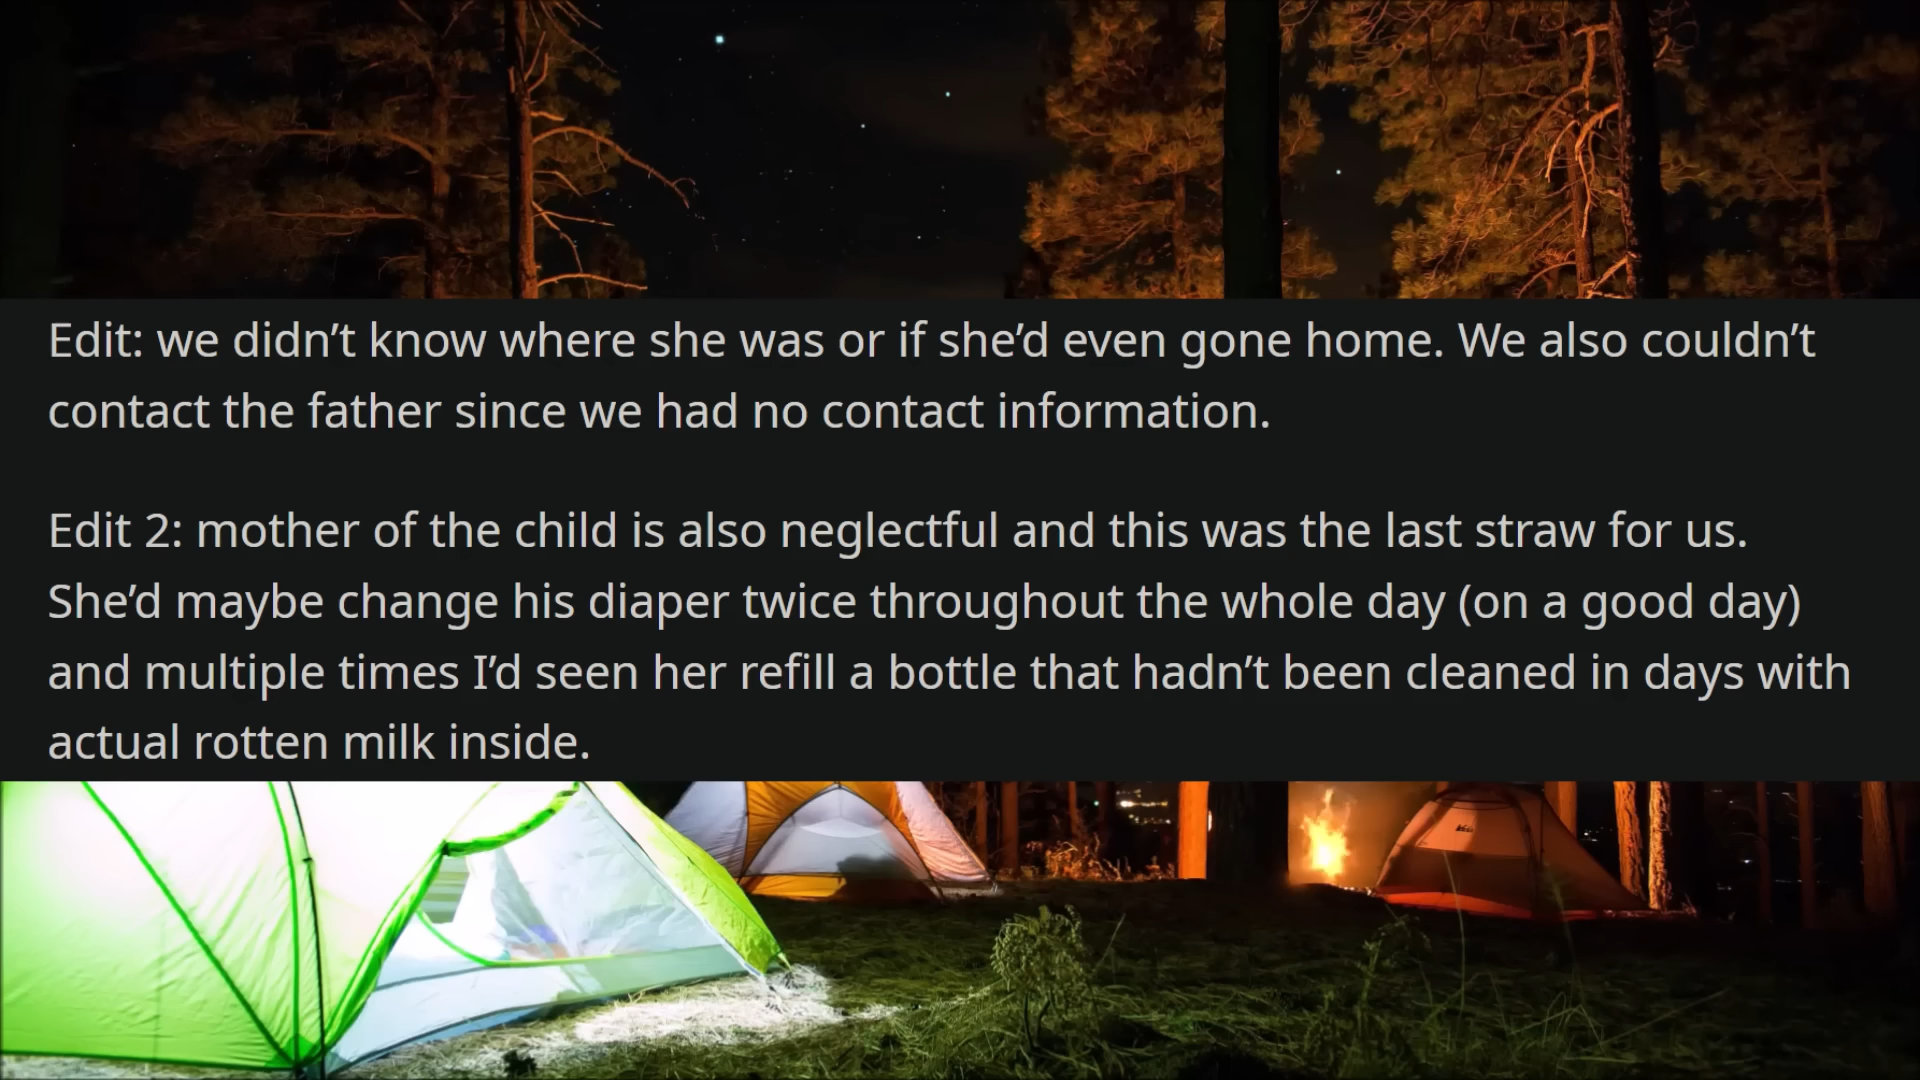 Edit: we didn’t know where she was or if she’d even gone home. We also couldn’t
contact the father since we had no contact information.
Edit 2: mother of the child is also neglectful and this was the last straw for us.
She’d maybe change his diaper twice throughout the whole day (on a good day)
and multiple times I’d seen her refill a bottle that hadn’t been cleaned in days with
actual rotten milk inside.